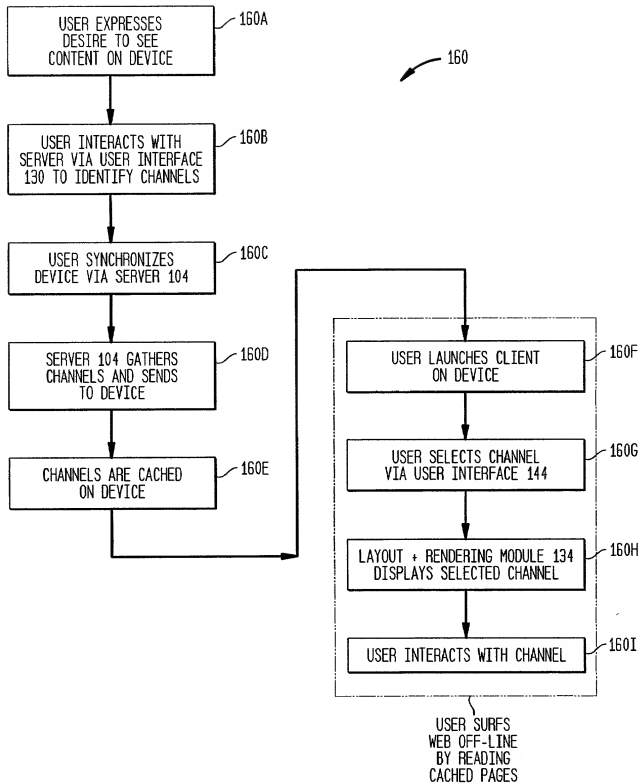 USER EXPRESSES
DESIRE TO SEE
CONTENT ON DEVICE
160A
160
USER INTERACTS WITH
SERVER VIA USER INTERFACE
130 TO IDENTIFY CHANNELS
160B
USER SYNCHRONIZES
DEVICE VIA SERVER 104
160C
SERVER 104 GATHERS
CHANNELS AND SENDS
TO DEVICE
160D
CHANNELS ARE CACHED
ON DEVICE
160E
USER LAUNCHES CLIENT
ON DEVICE
160F
USER SELECTS CHANNEL
VIA USER INTERFACE 144
160G
LAYOUT + RENDERING MODULE 134
DISPLAYS SELECTED CHANNEL
160H
USER INTERACTS WITH CHANNEL
160I
USER SURFS
WEB OFF-LINE
BY READING
CACHED PAGES